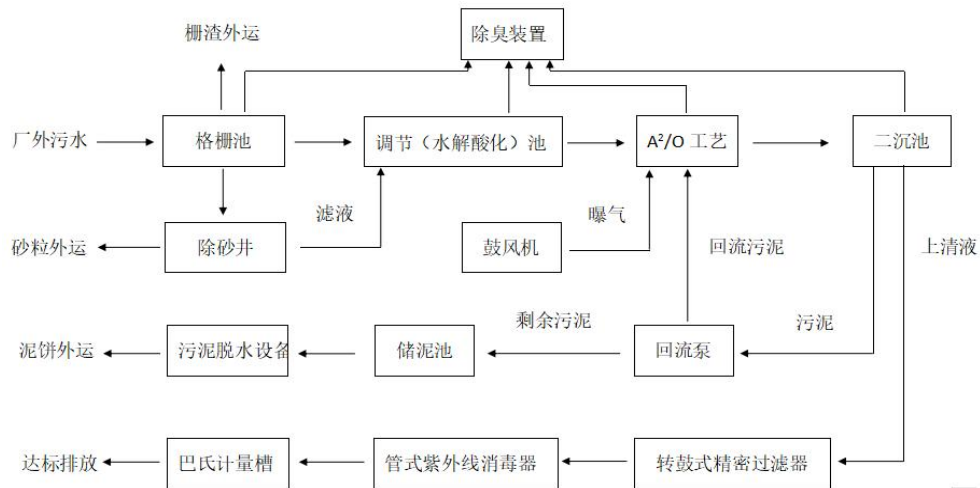 栅渣外运
除臭装置
厂外污水
格栅池
调节（水解酸化）池
A²/O 工艺
二沉池
滤液
曝气
砂粒外运
除砂井
鼓风机
回流污泥
上清液
剩余污泥
污泥
泥饼外运
污泥脱水设备
储泥池
回流泵
达标排放
巴氏计量槽
管式紫外线消毒器
转鼓式精密过滤器